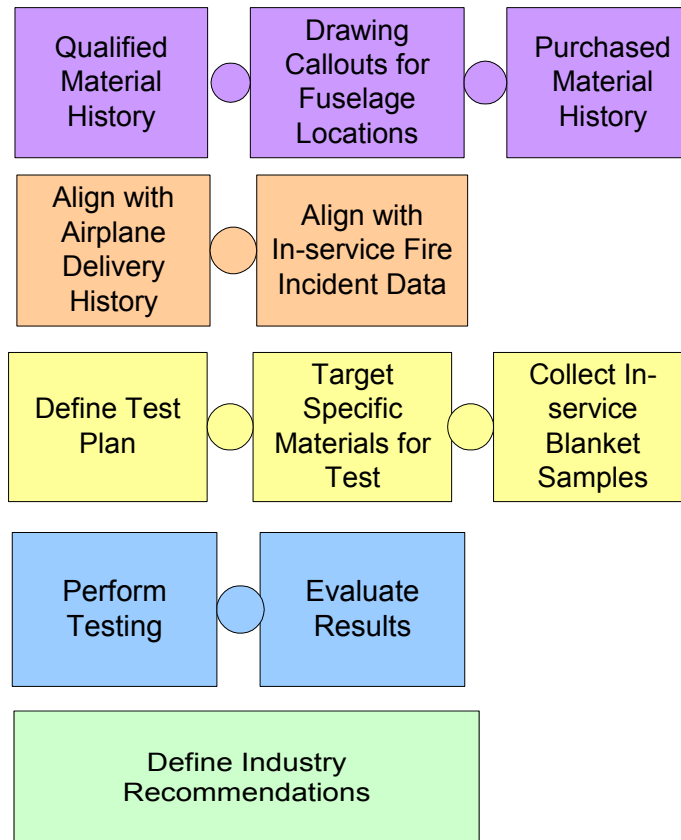 Qualified
Material
History
Drawing
Callouts for
Fuselage
Locations
Purchased
Material
History
Align with
Airplane
Delivery
History
Align with
In-service Fire
Incident Data
Define Test
Plan
Target
Specific
Materials for
Test
Collect In-
service
Blanket
Samples
Perform
Testing
Evaluate
Results
Define Industry
Recommendations